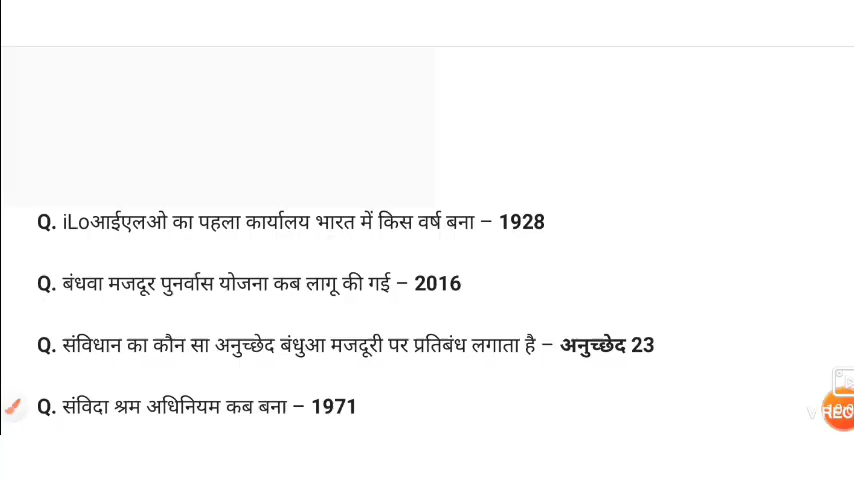 Q. iLoआईएलओ का पहला कार्यालय भारत में किस वर्ष बना – 1928
Q. बंधवा मजदूर पुनर्वास योजना कब लागू की गई – 2016
Q. संविधान का कौन सा अनुच्छेद बंधुआ मजदूरी पर प्रतिबंध लगाता है – अनुच्छेद 23
Q. संविदा श्रम अधिनियम कब बना – 1971
V REC